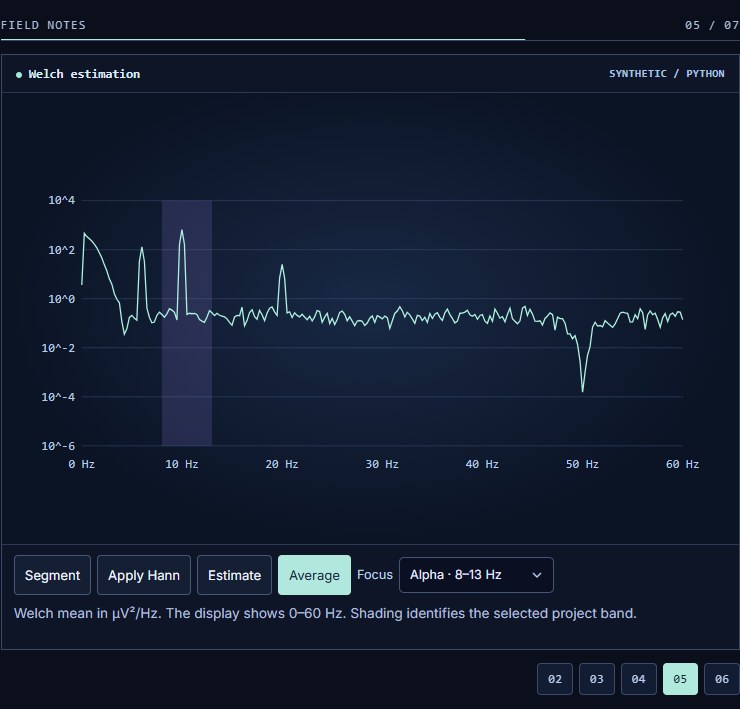 FIELD NOTES 05 / 07
Welch estimation SYNTHETIC / PYTHON
10^4
10^2
10^0
10^-2
10^-4
10^-6
0 Hz 10 Hz 20 Hz 30 Hz 40 Hz 50 Hz 60 Hz
Segment Apply Hann Estimate Average Focus Alpha · 8–13 Hz
Welch mean in µV²/Hz. The display shows 0–60 Hz. Shading identifies the selected project band.
02 03 04 05 06